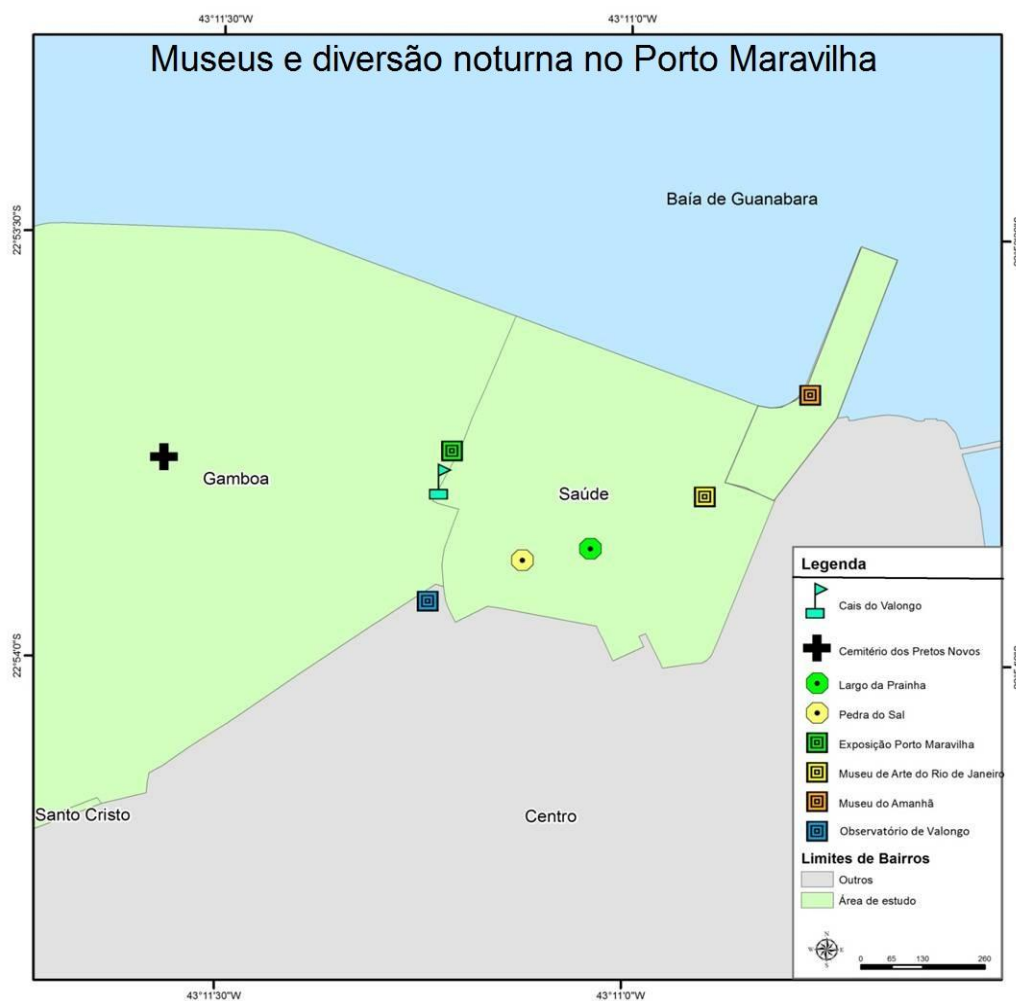 43°11'30"W
43°11'0"W
Museus e diversão noturna no Porto Maravilha
Baía de Guanabara
22°53'30"S
Gamboa
Saúde
22°54'0"S
Santo Cristo
Centro
Legenda
Cais do Valongo
Cemitério dos Pretos Novos
Largo da Prainha
Pedra do Sal
Exposição Porto Maravilha
Museu de Arte do Rio de Janeiro
Museu do Amanhã
Observatório de Valongo
Limites de Bairros
Outros
Área de estudo
N
W
E
S
0 65 130 260
43°11'30"W
43°11'0"W